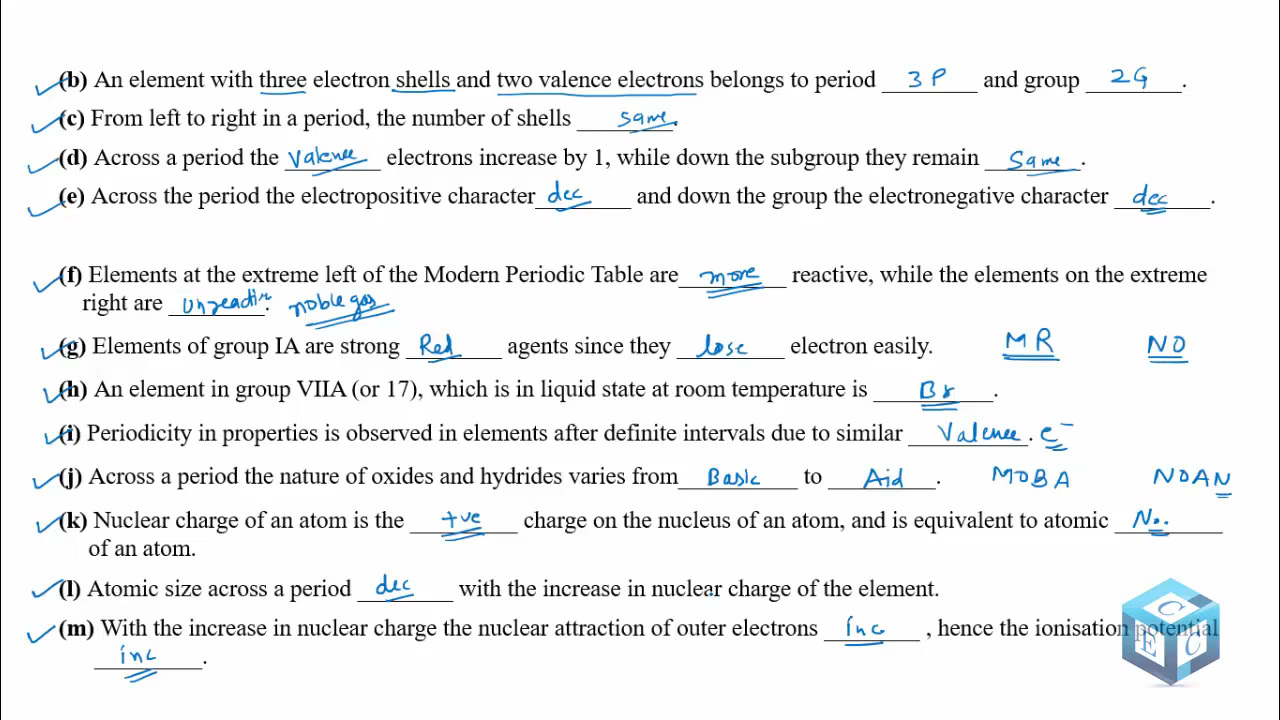 (b) An element with three electron shells and two valence electrons belongs to period 3 P and group 2 G .
(c) From left to right in a period, the number of shells same .
(d) Across a period the Valence electrons increase by 1, while down the subgroup they remain Same .
(e) Across the period the electropositive character dec and down the group the electronegative character dec .
(f) Elements at the extreme left of the Modern Periodic Table are more reactive, while the elements on the extreme
right are . noble gas
(g) Elements of group IA are strong Red agents since they lose electron easily. MR NO
(h) An element in group VIIA (or 17), which is in liquid state at room temperature is Br .
(i) Periodicity in properties is observed in elements after definite intervals due to similar Valence . e⁻
(j) Across a period the nature of oxides and hydrides varies from Basic to Aid . MOBA NOAN
(k) Nuclear charge of an atom is the +ve charge on the nucleus of an atom, and is equivalent to atomic No.
of an atom.
(l) Atomic size across a period dec with the increase in nuclear charge of the element.
(m) With the increase in nuclear charge the nuclear attraction of outer electrons inc , hence the ionisation potential
inc .
C
E C